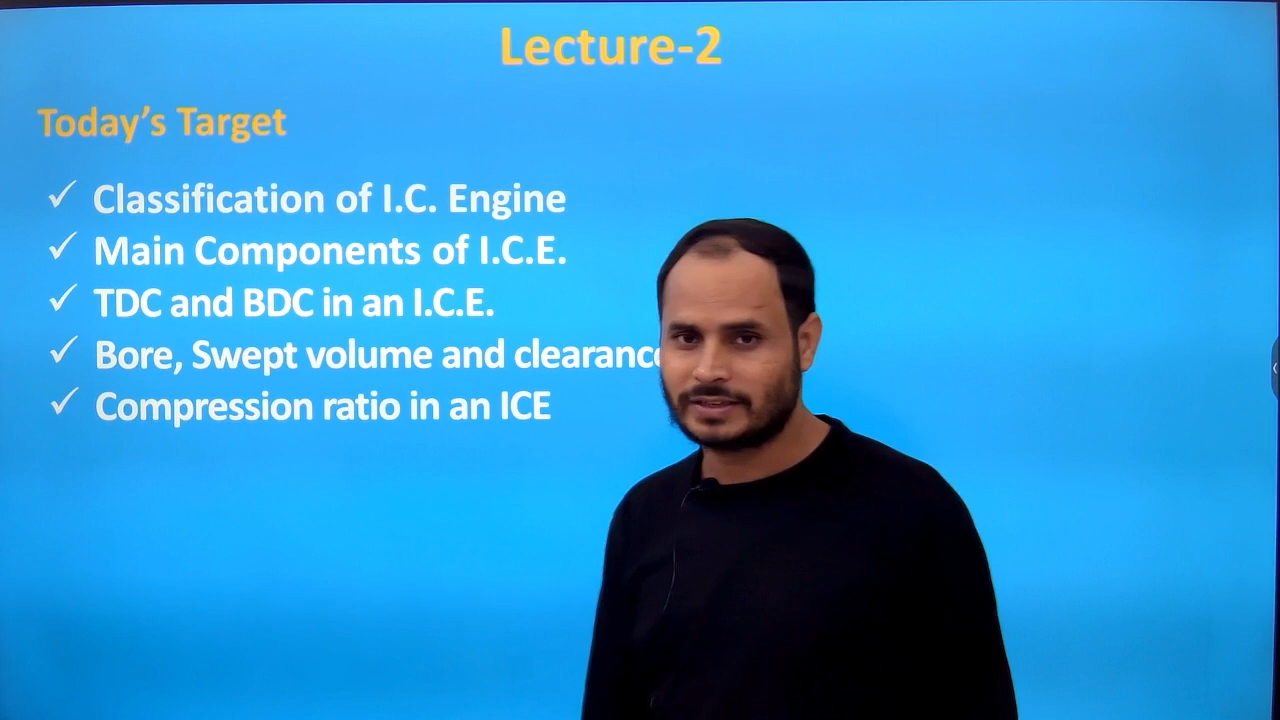 Lecture-2
Today's Target
✓ Classification of I.C. Engine
✓ Main Components of I.C.E.
✓ TDC and BDC in an I.C.E.
✓ Bore, Swept volume and
✓ Compression ratio in an ICE